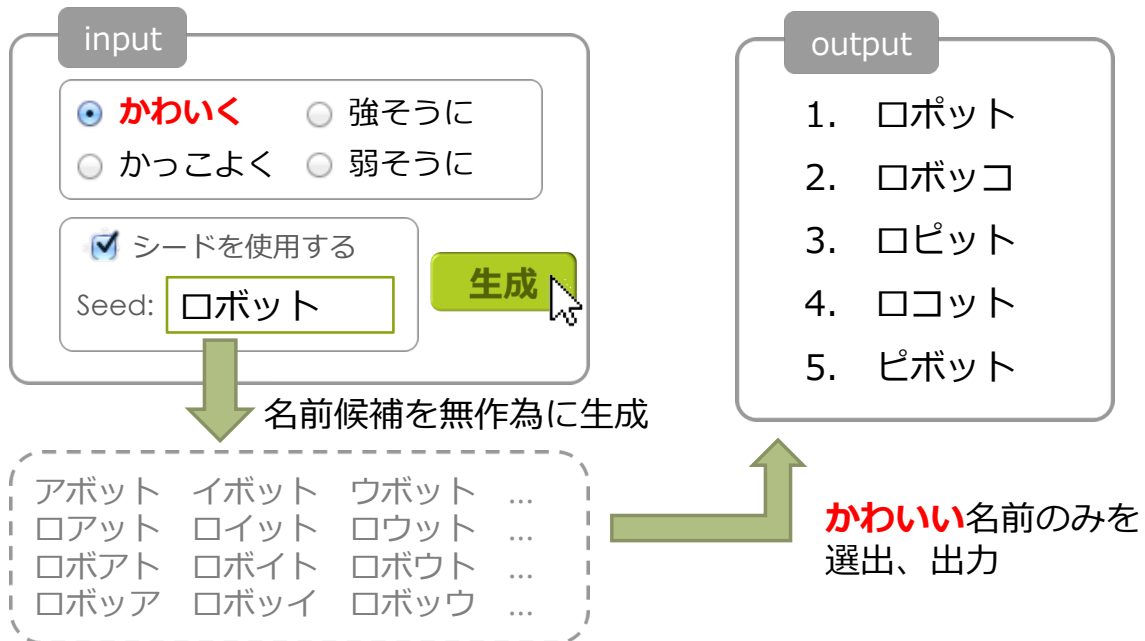 input
かわいく 強そうに
かっこよく 弱そうに
シードを使用する
Seed: ロボット
生成
名前候補を無作為に生成
アボット イボット ウボット ...
ロアット ロイット ロウット ...
ロボアト ロボイト ロボウト ...
ロボッア ロボッイ ロボッウ ...
output
1. ロポット
2. ロボッコ
3. ロピット
4. ロコット
5. ピボット
かわいい名前のみを
選出、出力